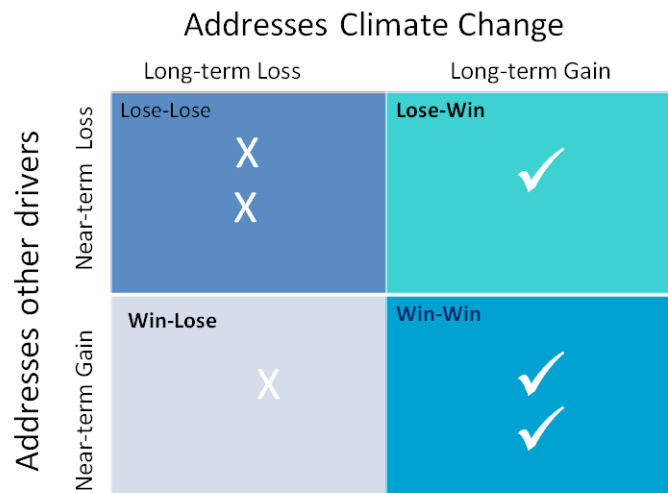 Addresses Climate Change
Long-term Loss
Long-term Gain
Addresses other drivers
Near-term Loss
Lose-Lose
X
X
Lose-Win
Near-term Gain
Win-Lose
X
Win-Win